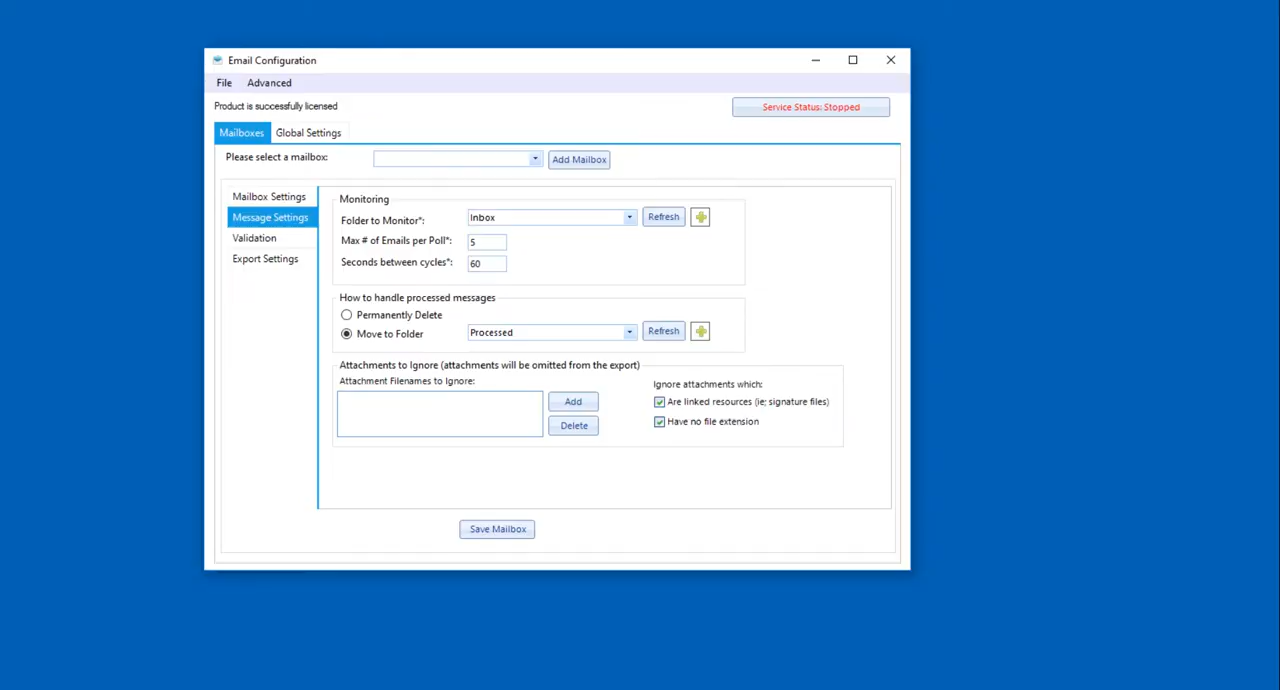 Email Configuration
File Advanced
Product is successfully licensed
Service Status: Stopped
Mailboxes Global Settings
Please select a mailbox: Add Mailbox
Mailbox Settings
Message Settings
Validation
Export Settings
Monitoring
Folder to Monitor*: Inbox Refresh
Max # of Emails per Poll*: 5
Seconds between cycles*: 60
How to handle processed messages
Permanently Delete
Move to Folder Processed Refresh
Attachments to Ignore (attachments will be omitted from the export)
Attachment Filenames to Ignore:
Add
Delete
Ignore attachments which:
Are linked resources (ie; signature files)
Have no file extension
Save Mailbox